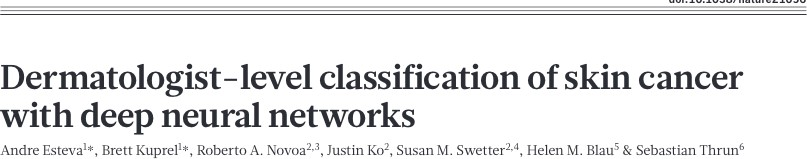 Dermatologist-level classification of skin cancer
with deep neural networks
Andre Esteva¹*, Brett Kuprel¹*, Roberto A. Novoa²,³, Justin Ko², Susan M. Swetter²,⁴, Helen M. Blau⁵ & Sebastian Thrun⁶